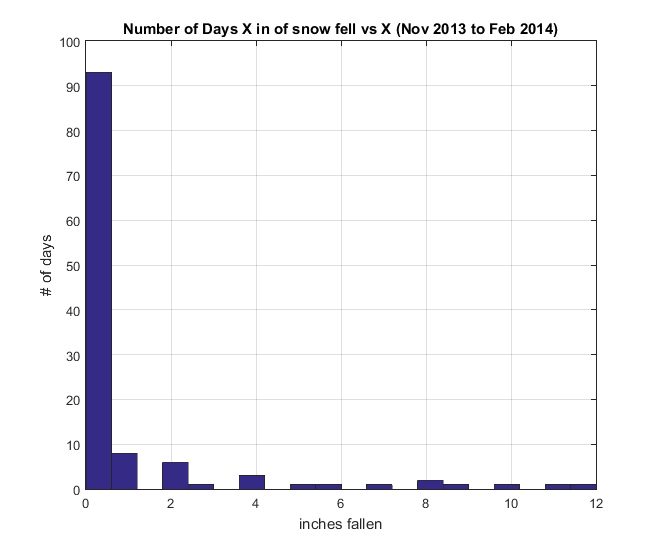 Number of Days X in of snow fell vs X (Nov 2013 to Feb 2014)
100
90
80
70
60
50
40
30
20
10
0
# of days
0 2 4 6 8 10 12
inches fallen